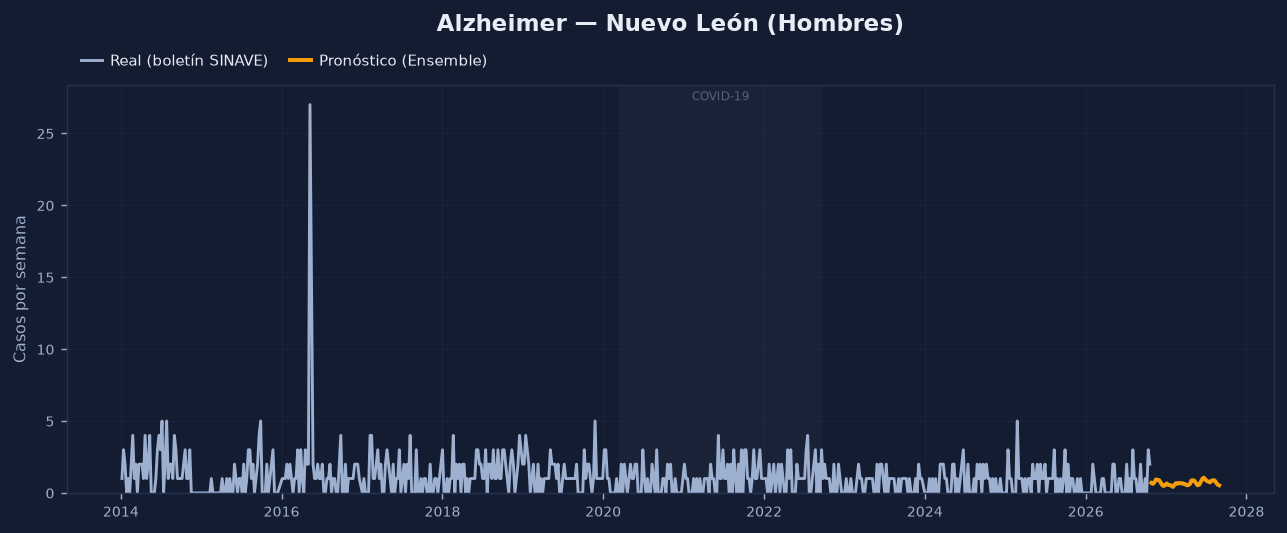 Alzheimer — Nuevo León (Hombres)
Real (boletín SINAVE)
Pronóstico (Ensemble)
COVID-19
Casos por semana
25
20
15
10
5
0
2014
2016
2018
2020
2022
2024
2026
2028